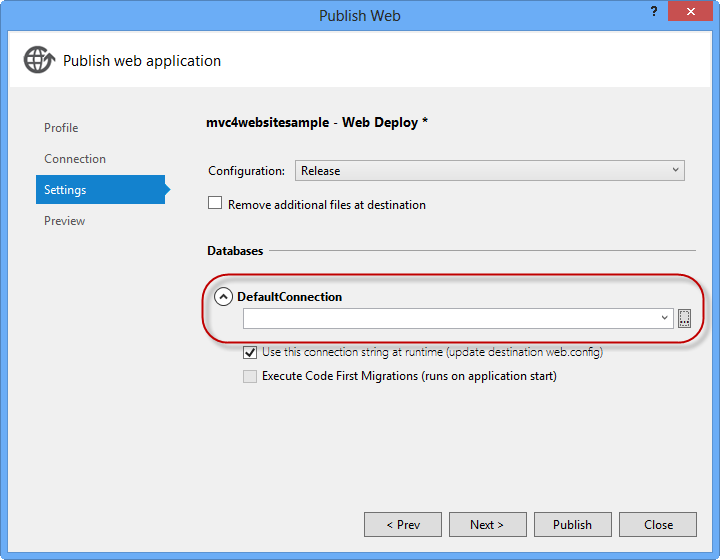 Publish Web
?
Publish web application
Profile
Connection
Settings
Preview
mvc4websitesample - Web Deploy *
Configuration: Release
Remove additional files at destination
Databases
DefaultConnection
...
Use this connection string at runtime (update destination web.config)
Execute Code First Migrations (runs on application start)
< Prev
Next >
Publish
Close